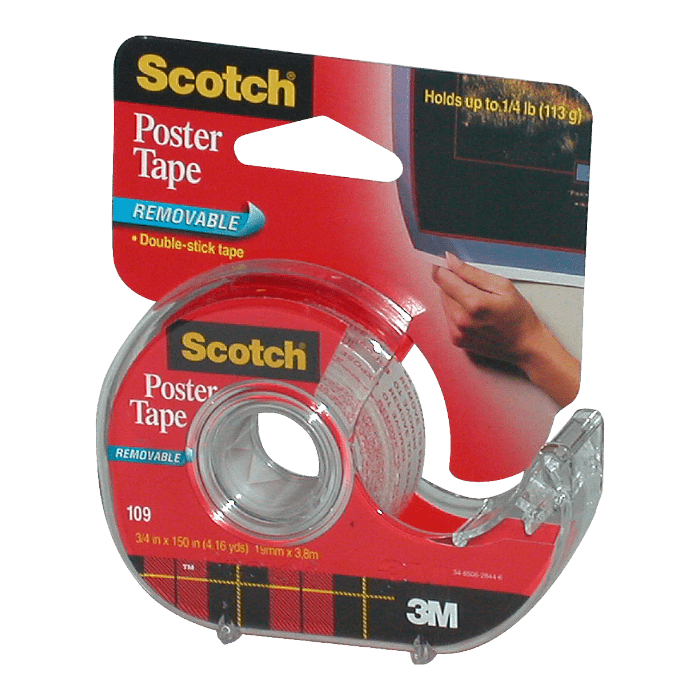 Scotch®
Poster
Tape
REMOVABLE
• Double-stick tape
Holds up to 1/4 lb (113 g)
Scotch
Poster
Tape
REMOVABLE
109
3/4 in x 150 in (4.16 yds) 19mm x 3,8m
™
3M